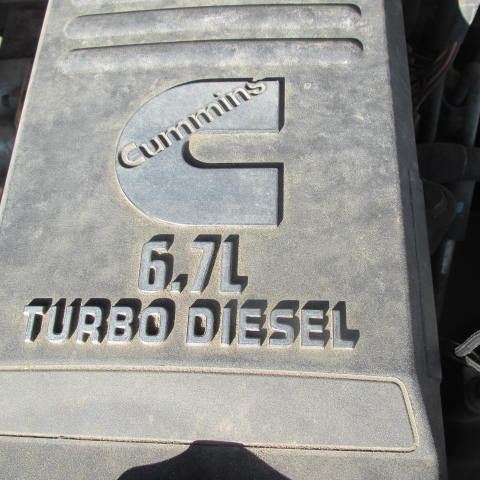 Cummins
6.7L
TURBO DIESEL